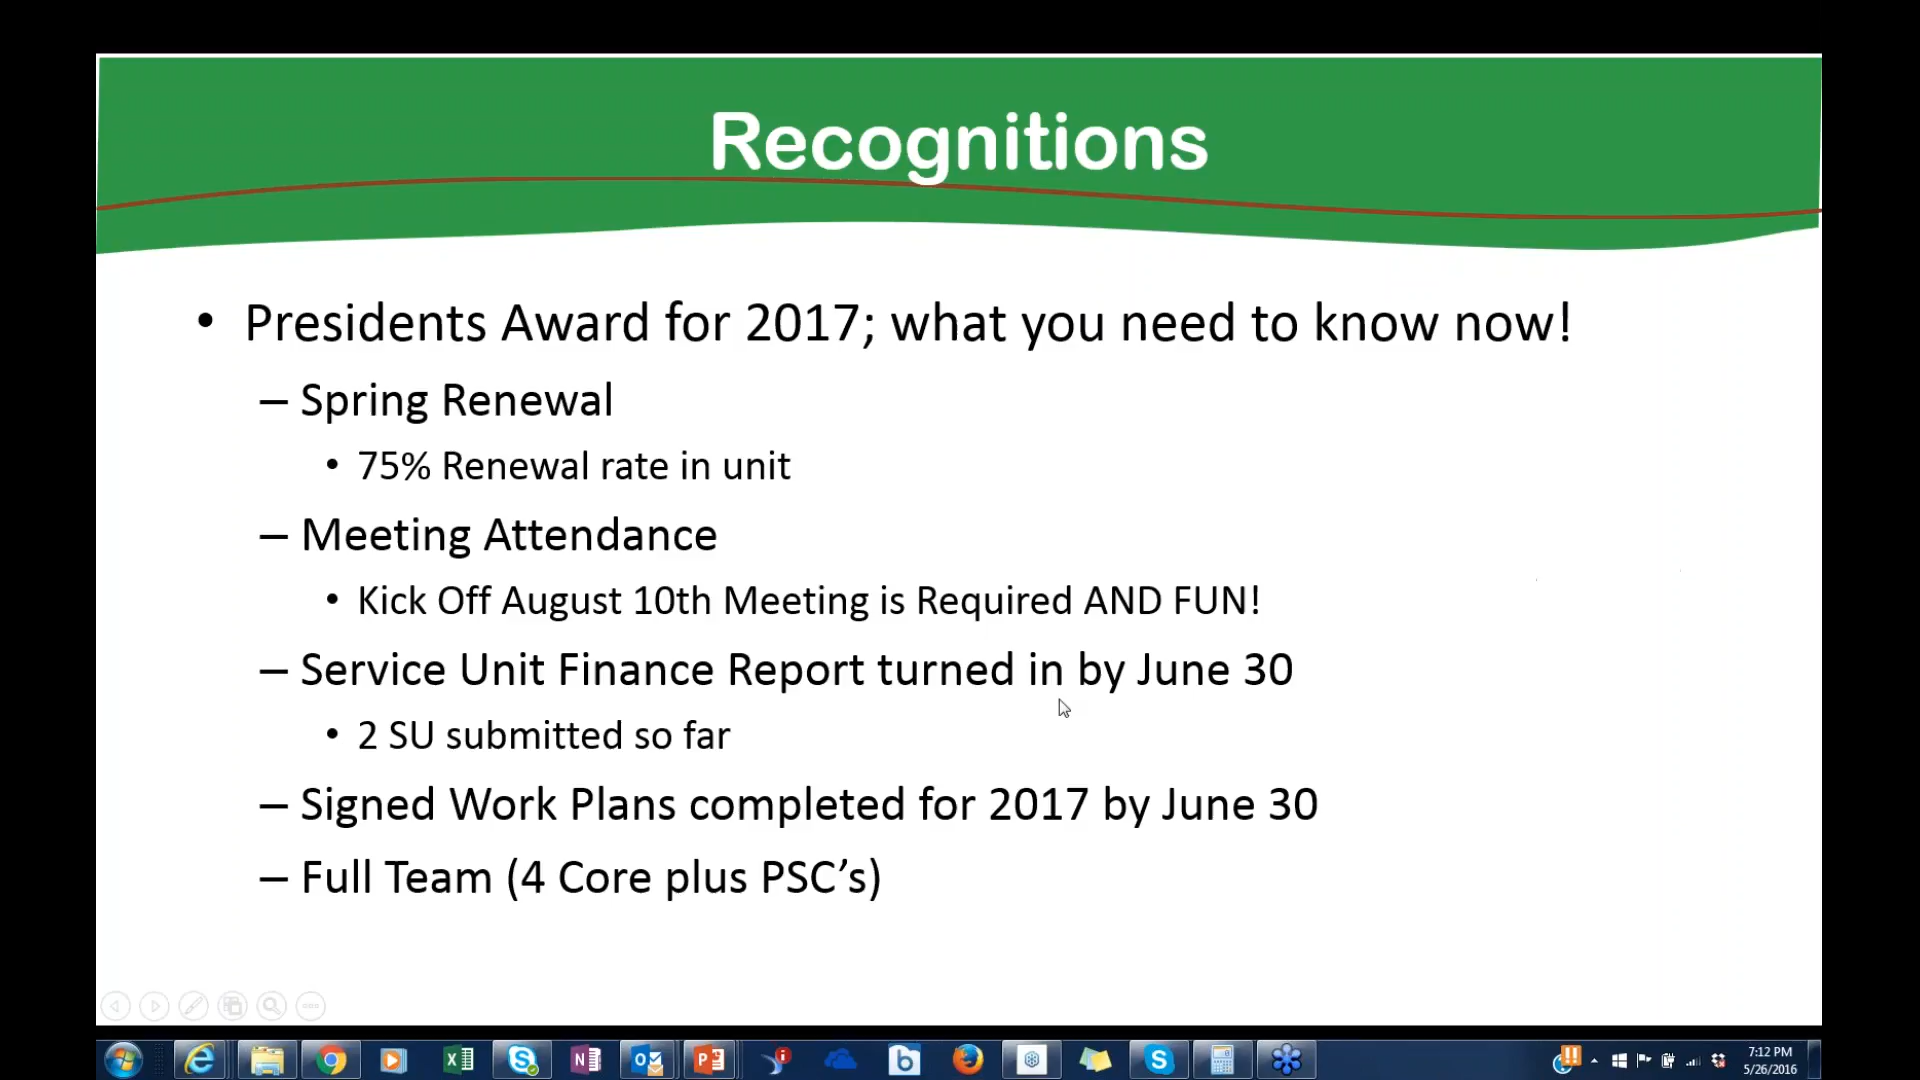 Recognitions
• Presidents Award for 2017; what you need to know now!
– Spring Renewal
• 75% Renewal rate in unit
– Meeting Attendance
• Kick Off August 10th Meeting is Required AND FUN!
– Service Unit Finance Report turned in by June 30
• 2 SU submitted so far
– Signed Work Plans completed for 2017 by June 30
– Full Team (4 Core plus PSC’s)
7:12 PM
5/26/2016